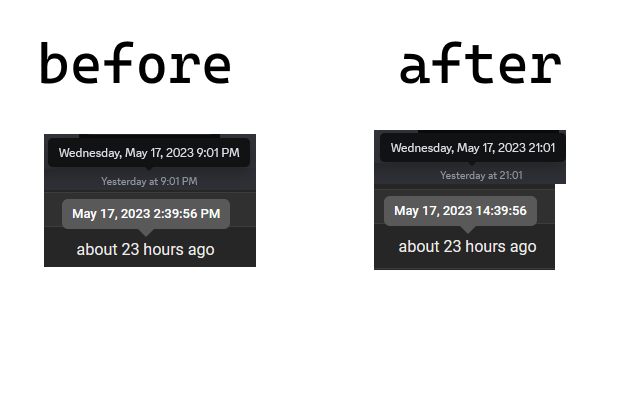 before
Wednesday, May 17, 2023 9:01 PM
Yesterday at 9:01 PM
May 17, 2023 2:39:56 PM
about 23 hours ago
after
Wednesday, May 17, 2023 21:01
Yesterday at 21:01
May 17, 2023 14:39:56
about 23 hours ago